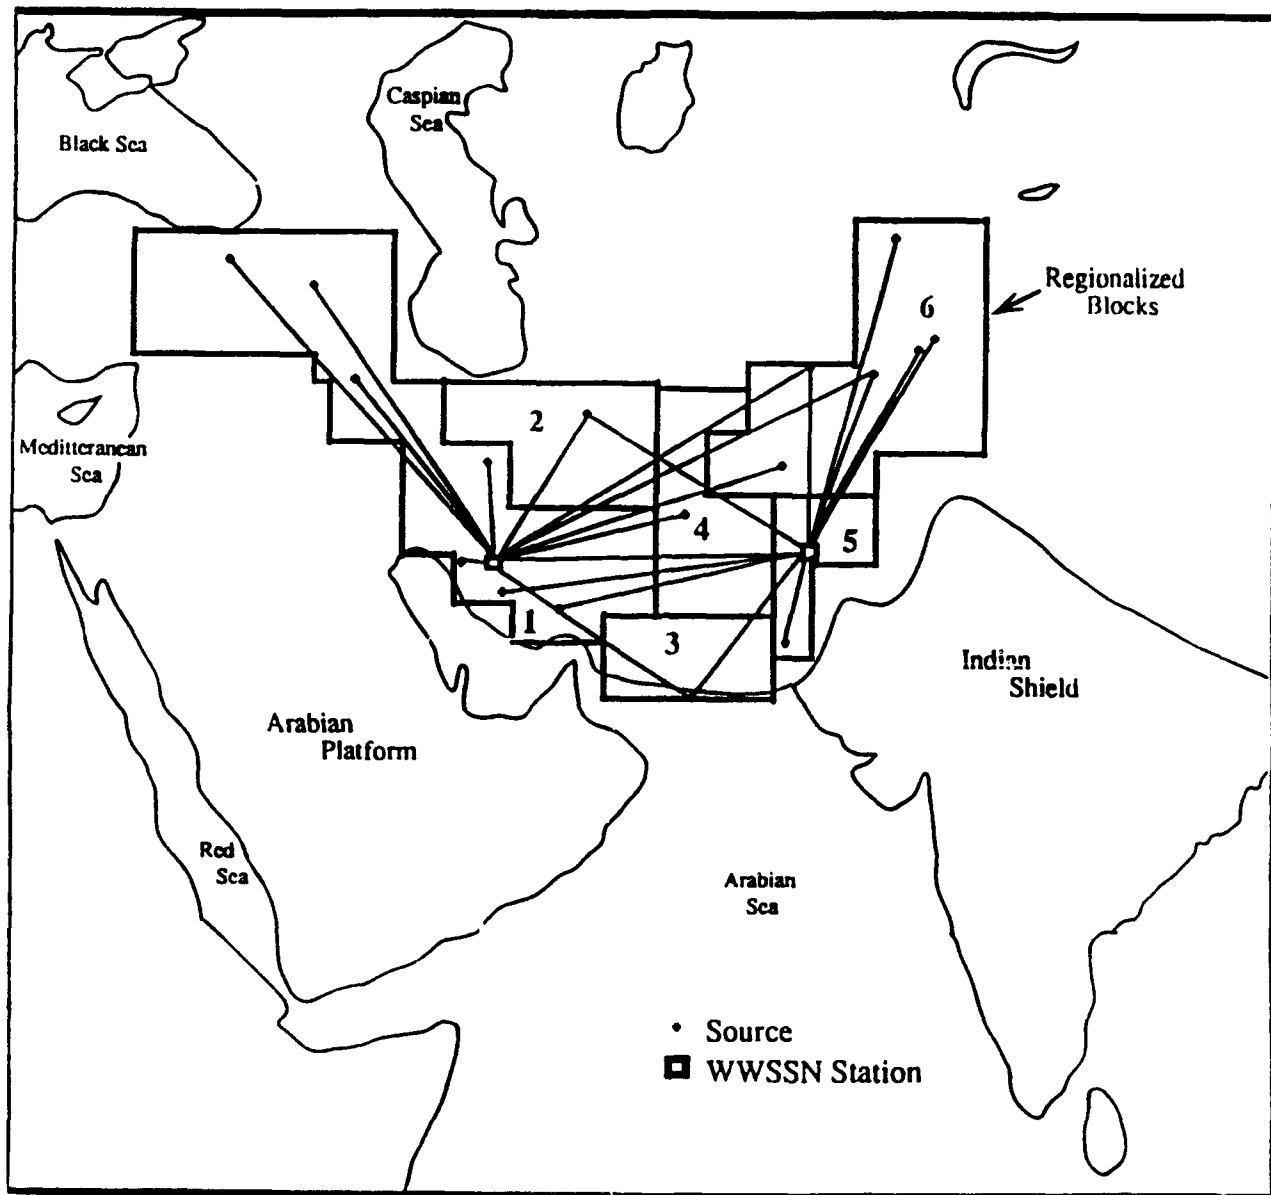 Caspian
Sea
Black Sea
Regionalized
Blocks
6
2
Meditteranean
Sea
4
5
1
3
Indian
Shield
Arabian
Platform
Red
Sea
Arabian
Sea
Source
WWSSN Station